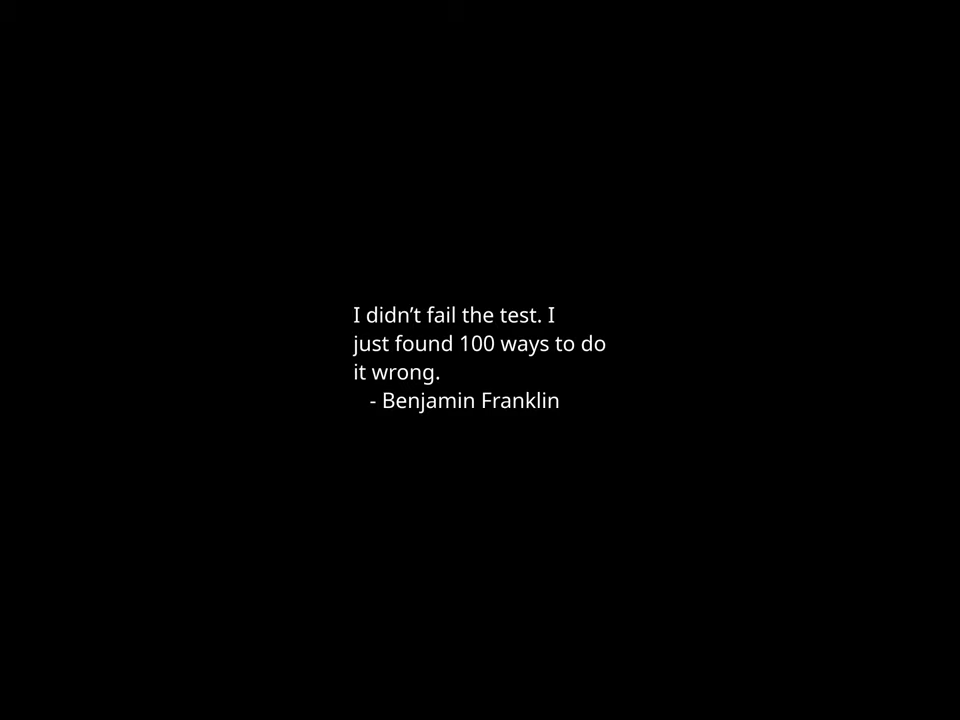 I didn’t fail the test. I
just found 100 ways to do
it wrong.
- Benjamin Franklin